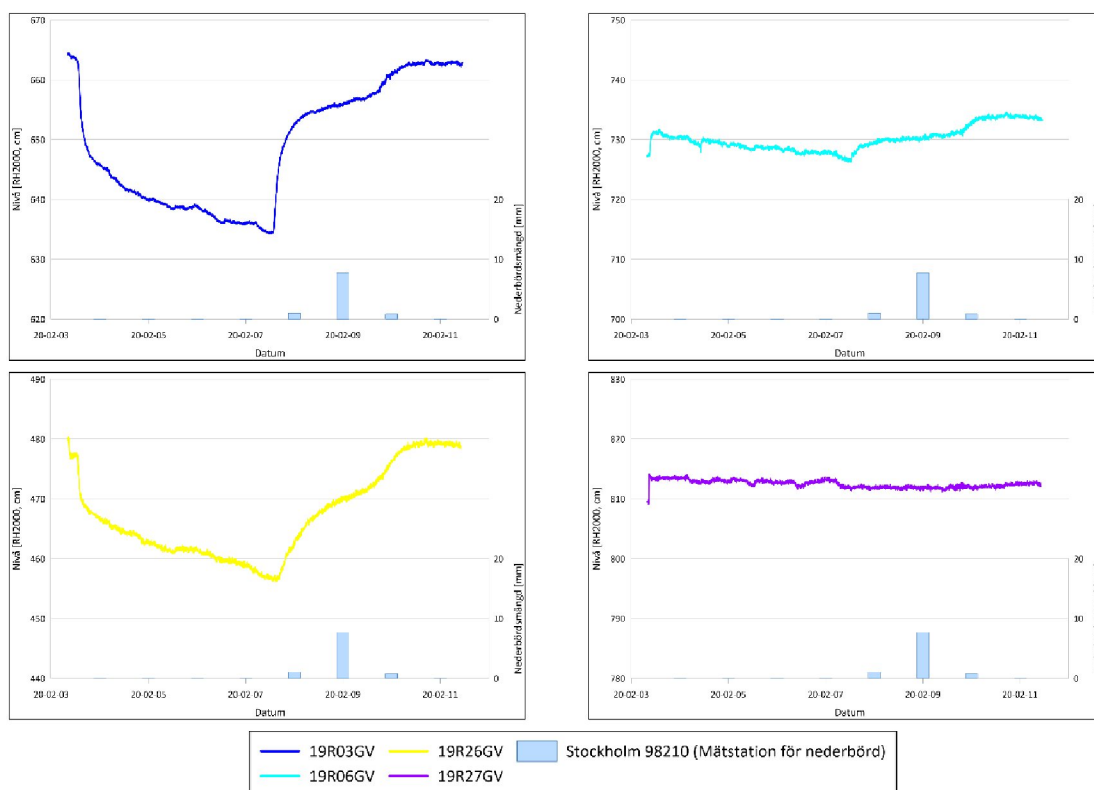 670
660
650
640
630
620
Nivå [RH2000, cm]
20
10
0
Nederbördsmängd [mm]
20-02-03 20-02-05 20-02-07 20-02-09 20-02-11
Datum
750
740
730
720
710
700
Nivå [RH2000, cm]
20
10
0
20-02-03 20-02-05 20-02-07 20-02-09 20-02-11
Datum
490
480
470
460
450
440
Nivå [RH2000, cm]
20
10
0
Nederbördsmängd [mm]
20-02-03 20-02-05 20-02-07 20-02-09 20-02-11
Datum
830
820
810
800
790
780
Nivå [RH2000, cm]
20
10
0
20-02-03 20-02-05 20-02-07 20-02-09 20-02-11
Datum
19R03GV 19R26GV Stockholm 98210 (Mätstation för nederbörd)
19R06GV 19R27GV